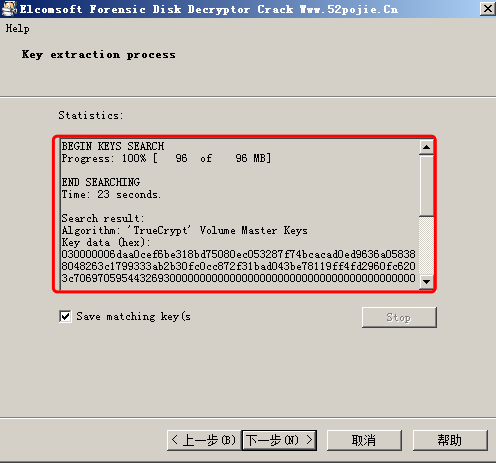 Elcomsoft Forensic Disk Decryptor Crack Www.52pojie.Cn
Help
Key extraction process
Statistics:
BEGIN KEYS SEARCH
Progress: 100% [ 96 of 96 MB]
END SEARCHING
Time: 23 seconds.
Search result:
Algorithm: 'TrueCrypt' Volume Master Keys
Key data (hex):
030000006daa0cef6be318bd75080ec053287f74bcacad0ed9636a05838
8048263c1799333ab2b30fc0cc872f31bad043be78119ff4fd2960fc620
3c70697059544326930000000000000000000000000000000000000000
Save matching key(s
Stop
< 上一步(B)
下一步(N) >
取消
帮助